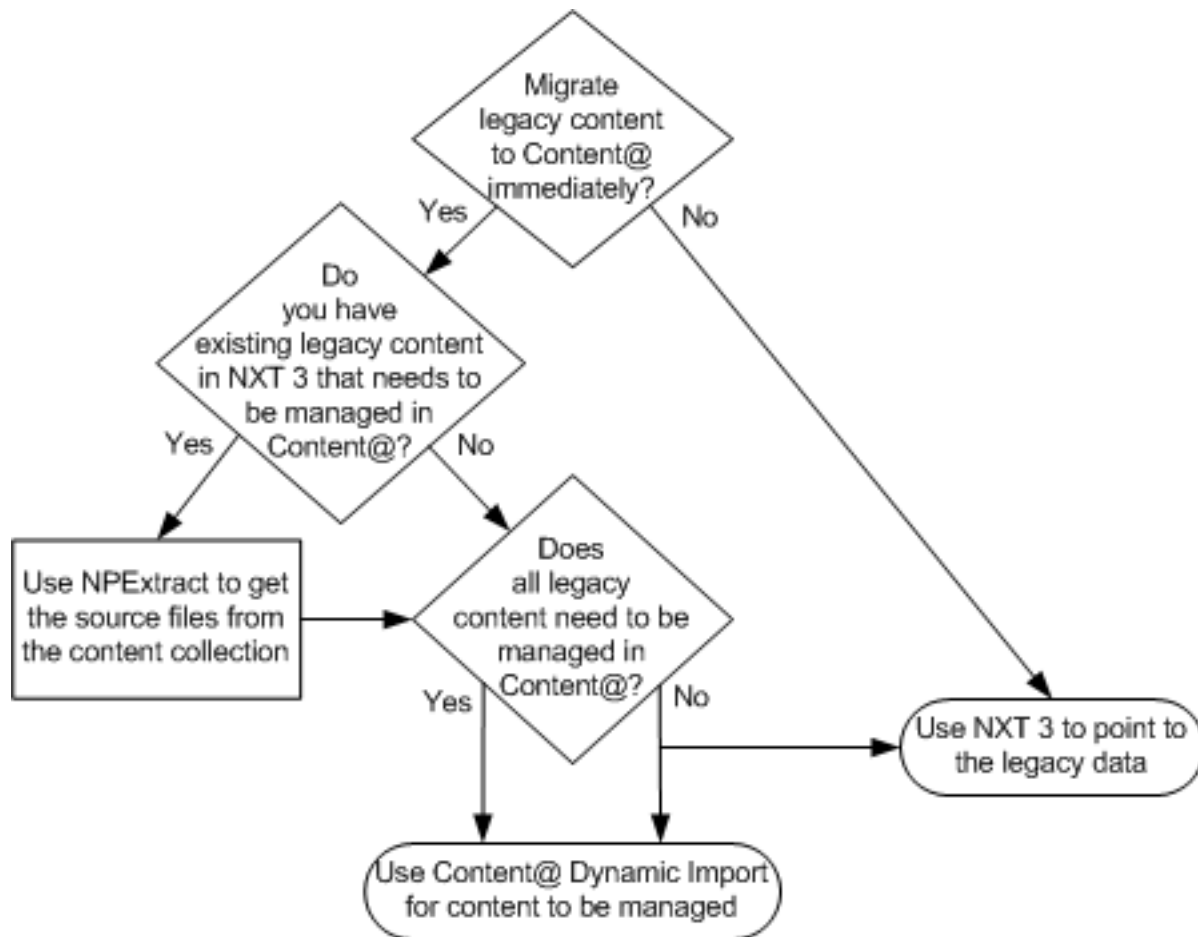 Migrate
legacy content
to Content@
immediately?
Yes
No
Do
you have
existing legacy content
in NXT 3 that needs to
be managed in
Content@?
Yes
No
Use NPExtract to get
the source files from
the content collection
Does
all legacy
content need to be
managed in
Content@?
Yes
No
Use NXT 3 to point to
the legacy data
Use Content@ Dynamic Import
for content to be managed